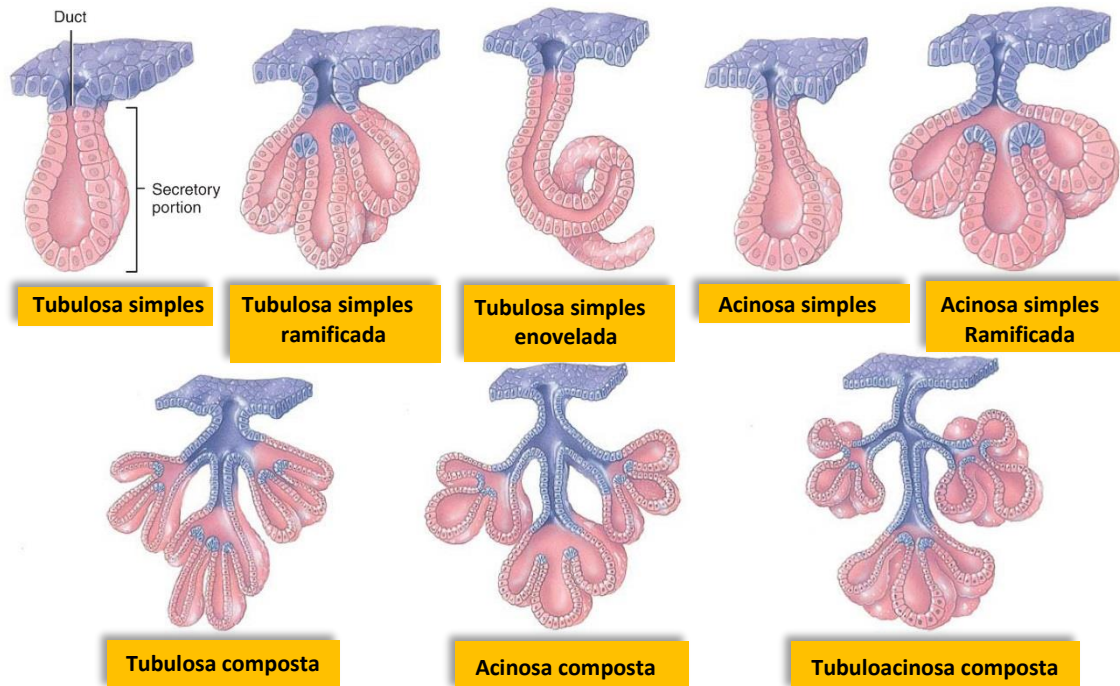 Duct
Secretory
portion
Tubulosa simples
Tubulosa simples
ramificada
Tubulosa simples
enovelada
Acinosa simples
Acinosa simples
Ramificada
Tubulosa composta
Acinosa composta
Tubuloacinosa composta